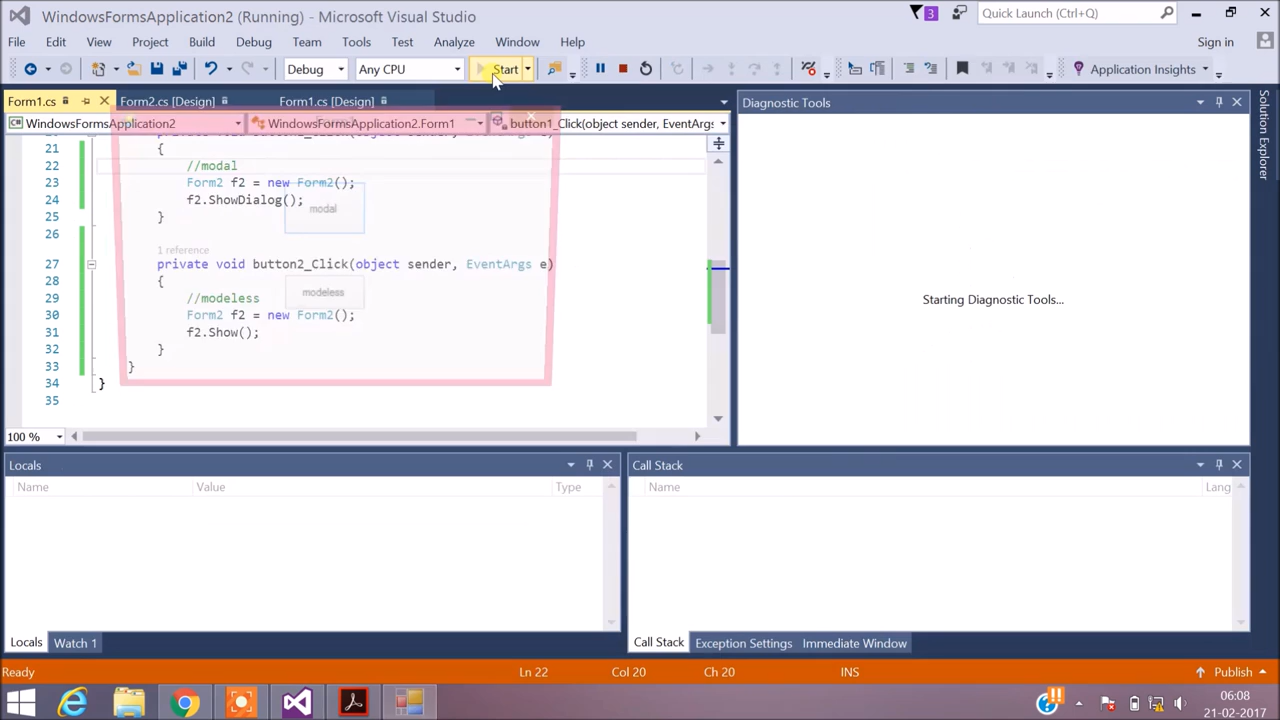 WindowsFormsApplication2 (Running) - Microsoft Visual Studio
3
Quick Launch (Ctrl+Q)
File Edit View Project Build Debug Team Tools Test Analyze Window Help
Sign in
Debug Any CPU Start Application Insights
Form1.cs Form2.cs [Design] Form1.cs [Design]
WindowsFormsApplication2 WindowsFormsApplication2.Form1 button1_Click(object sender, EventArgs
21 {
22 //modal
23 Form2 f2 = new Form2();
24 f2.ShowDialog();
25 }
26
1 reference
27 private void button2_Click(object sender, EventArgs e)
28 {
29 //modeless
30 Form2 f2 = new Form2();
31 f2.Show();
32 }
33 }
34 }
35
modal
modeless
100 %
Diagnostic Tools
Starting Diagnostic Tools...
Solution Explorer
Locals
Name Value Type
Locals Watch 1
Call Stack
Name Lang
Call Stack Exception Settings Immediate Window
Ready Ln 22 Col 20 Ch 20 INS Publish
06:08
21-02-2017